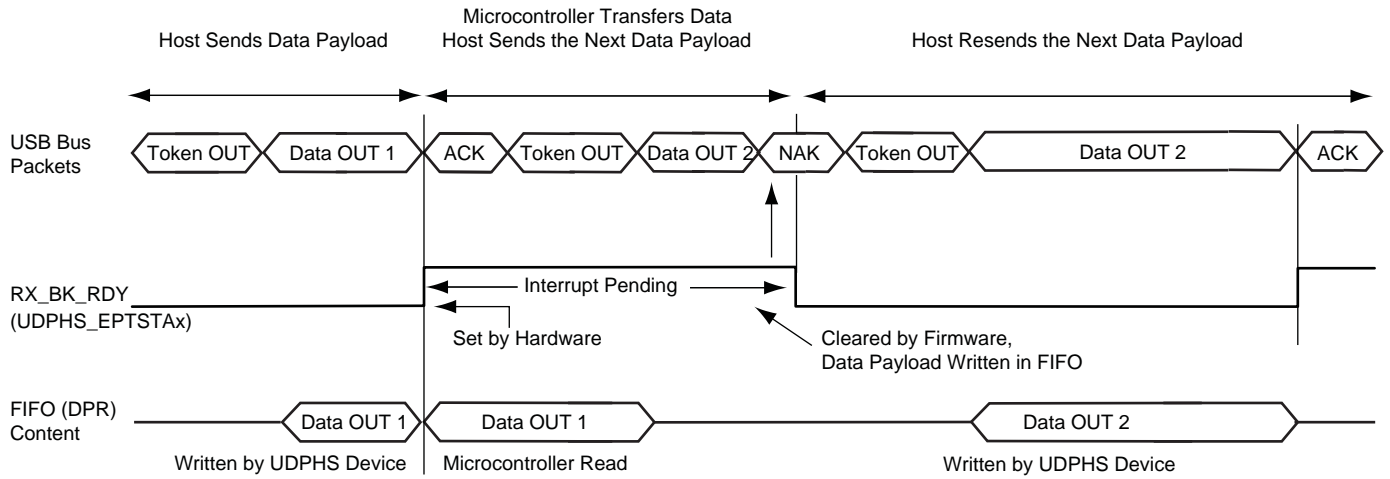 Microcontroller Transfers Data
Host Sends Data Payload Host Sends the Next Data Payload Host Resends the Next Data Payload
USB Bus
Packets
Token OUT Data OUT 1 ACK Token OUT Data OUT 2 NAK Token OUT Data OUT 2 ACK
RX_BK_RDY
(UDPHS_EPTSTAx)
Interrupt Pending
Set by Hardware
Cleared by Firmware,
Data Payload Written in FIFO
FIFO (DPR)
Content
Data OUT 1 Data OUT 1 Data OUT 2
Written by UDPHS Device Microcontroller Read Written by UDPHS Device